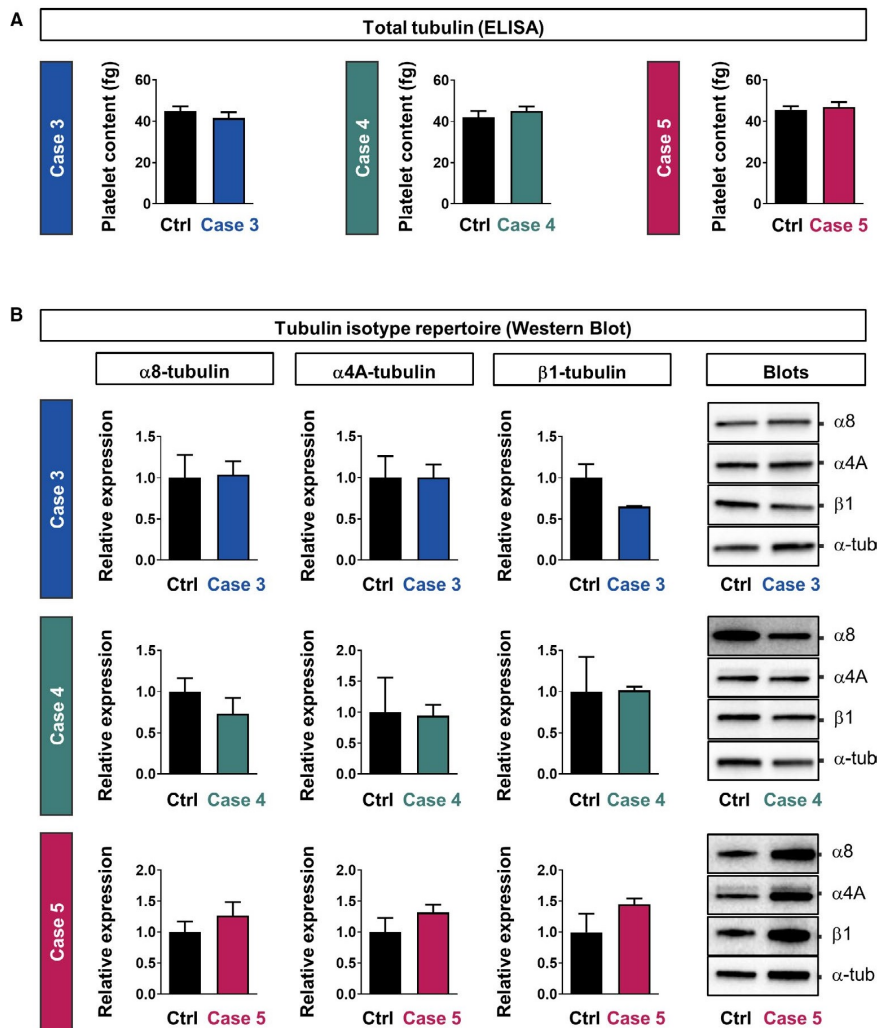 A
Total tubulin (ELISA)
Case 3
Platelet content (fg)
60
40
20
0
Ctrl Case 3
Case 4
Platelet content (fg)
60
40
20
0
Ctrl Case 4
Case 5
Platelet content (fg)
60
40
20
0
Ctrl Case 5
B
Tubulin isotype repertoire (Western Blot)
α8-tubulin
α4A-tubulin
β1-tubulin
Blots
Case 3
Relative expression
1.5
1.0
0.5
0.0
Ctrl Case 3
Relative expression
1.5
1.0
0.5
0.0
Ctrl Case 3
Relative expression
1.5
1.0
0.5
0.0
Ctrl Case 3
α8
α4A
β1
α-tub
Ctrl Case 3
Case 4
Relative expression
1.5
1.0
0.5
0.0
Ctrl Case 4
Relative expression
2.0
1.5
1.0
0.5
0.0
Ctrl Case 4
Relative expression
1.5
1.0
0.5
0.0
Ctrl Case 4
α8
α4A
β1
α-tub
Ctrl Case 4
Case 5
Relative expression
2.0
1.5
1.0
0.5
0.0
Ctrl Case 5
Relative expression
2.0
1.5
1.0
0.5
0.0
Ctrl Case 5
Relative expression
2.0
1.5
1.0
0.5
0.0
Ctrl Case 5
α8
α4A
β1
α-tub
Ctrl Case 5